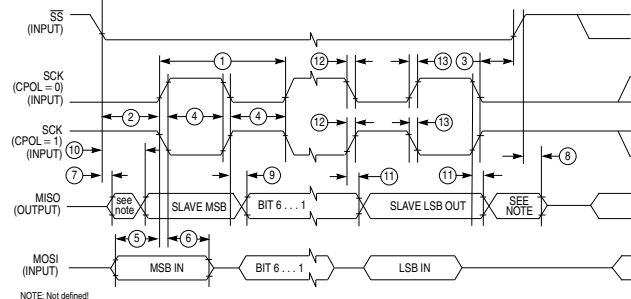 SS
(INPUT)
SCK
(CPOL = 0)
(INPUT)
1
12
13
3
2
4
4
SCK
(CPOL = 1)
(INPUT)
12
13
10
7
9
11
11
8
MISO
(OUTPUT)
see
note
SLAVE MSB
BIT 6 . . . 1
SLAVE LSB OUT
SEE
NOTE
5
6
MOSI
(INPUT)
MSB IN
BIT 6 . . . 1
LSB IN
NOTE: Not defined!